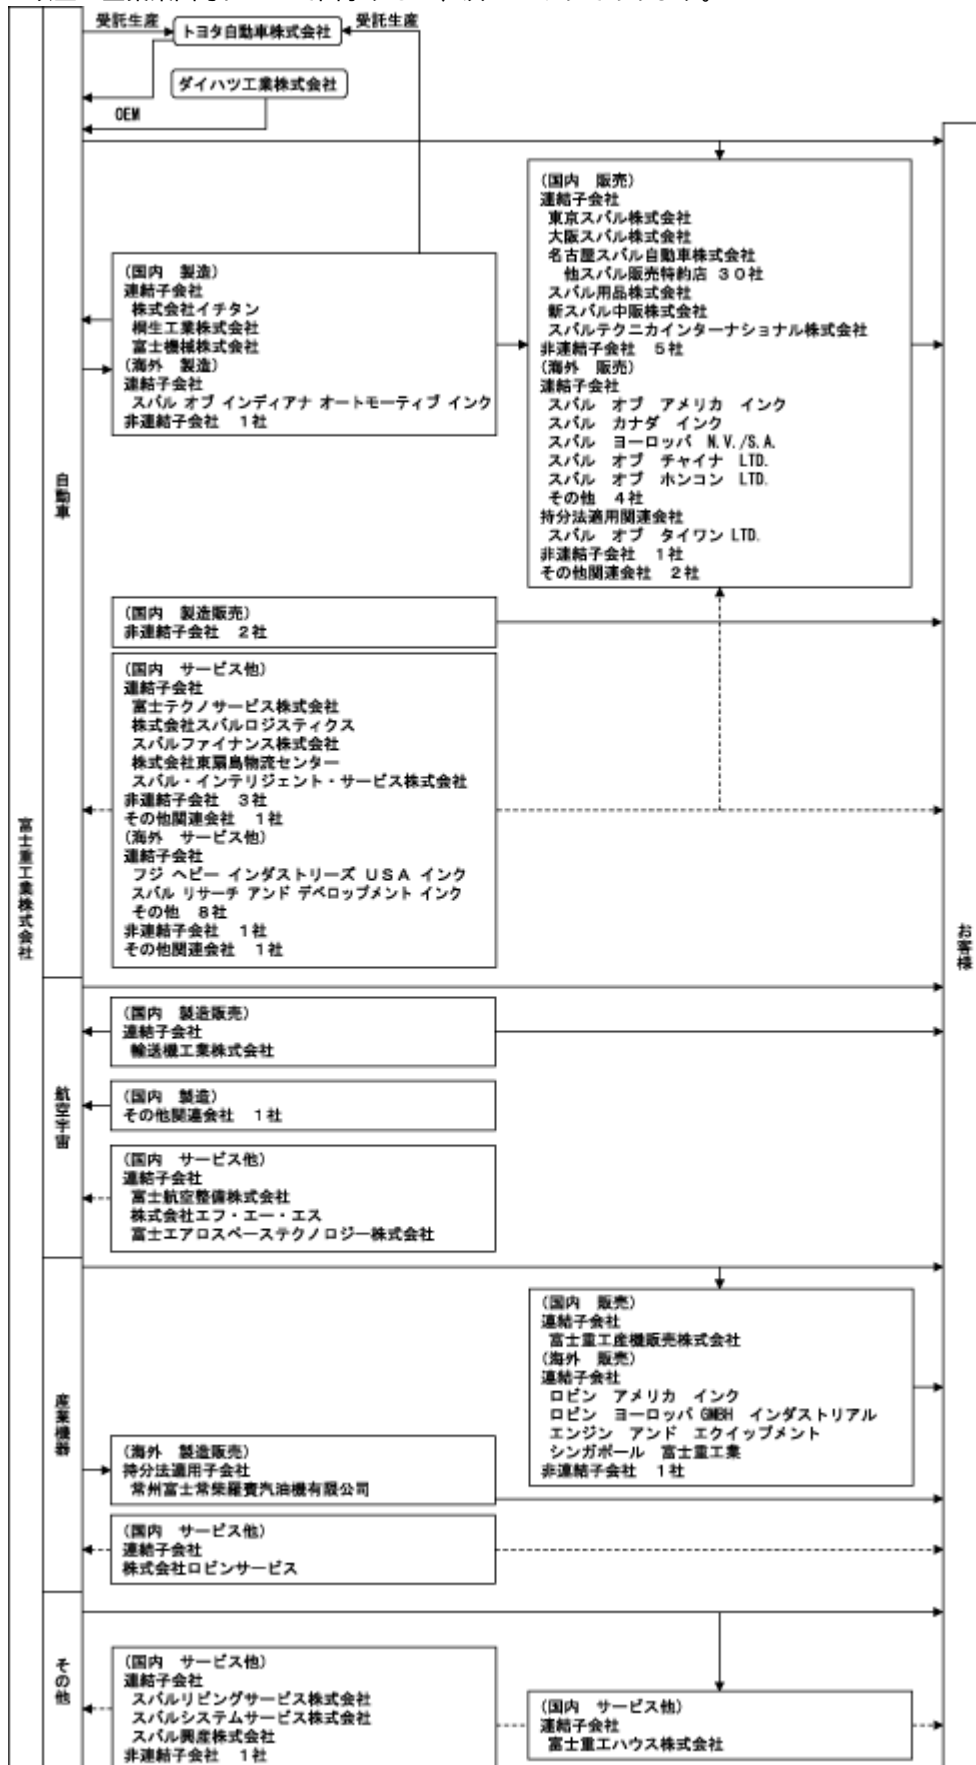 受託生産
トヨタ自動車株式会社
受託生産
ダイハツ工業株式会社
OEM
(国内 販売)
連結子会社
東京スバル株式会社
大阪スバル株式会社
名古屋スバル自動車株式会社
他スバル販売特約店 30社
スバル用品株式会社
新スバル中販株式会社
スバルテクニカインターナショナル株式会社
非連結子会社 5社
(海外 販売)
連結子会社
スバル オブ アメリカ インク
スバル カナダ インク
スバル ヨーロッパ N.V./S.A.
スバル オブ チャイナ LTD.
スバル オブ ホンコン LTD.
その他 4社
持分法適用関連会社
スバル オブ タイワン LTD.
非連結子会社 1社
その他関連会社 2社
(国内 製造)
連結子会社
株式会社イチタン
桐生工業株式会社
富士機械株式会社
(海外 製造)
連結子会社
スバル オブ インディアナ オートモーティブ インク
非連結子会社 1社
自動車
(国内 製造販売)
非連結子会社 2社
(国内 サービス他)
連結子会社
富士テクノサービス株式会社
株式会社スバルロジスティクス
スバルファイナンス株式会社
株式会社東扇島物流センター
スバル・インテリジェント・サービス株式会社
非連結子会社 3社
その他関連会社 1社
(海外 サービス他)
連結子会社
フジ ヘビー インダストリーズ USA インク
スバル リサーチ アンド デベロップメント インク
その他 8社
非連結子会社 1社
その他関連会社 1社
富士重工業株式会社
お客様
(国内 製造販売)
連結子会社
輸送機工業株式会社
航空宇宙
(国内 製造)
その他関連会社 1社
(国内 サービス他)
連結子会社
富士航空整備株式会社
株式会社エフ・エー・エス
富士エアロスペーステクノロジー株式会社
(国内 販売)
連結子会社
富士重工産機販売株式会社
(海外 販売)
連結子会社
ロビン アメリカ インク
ロビン ヨーロッパ GMBH インダストリアル
エンジン アンド エクイップメント
シンガポール 富士重工業
非連結子会社 1社
産業機器
(海外 製造販売)
持分法適用子会社
常州富士常柴羅賓汽油機有限公司
(国内 サービス他)
連結子会社
株式会社ロビンサービス
その他
(国内 サービス他)
連結子会社
スバルリビングサービス株式会社
スバルシステムサービス株式会社
スバル興産株式会社
非連結子会社 1社
(国内 サービス他)
連結子会社
富士重工ハウス株式会社